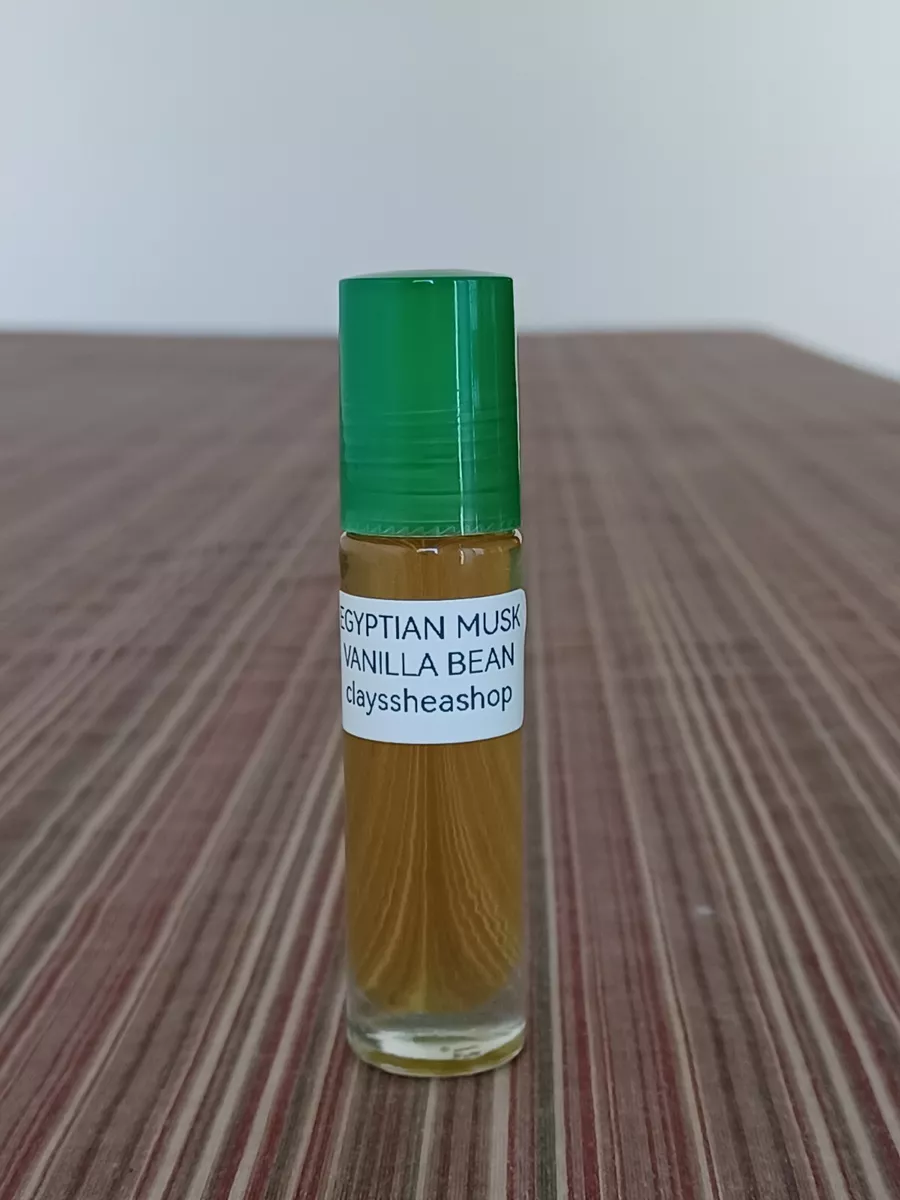 EGYPTIAN MUSK
VANILLA BEAN
clayssheashop